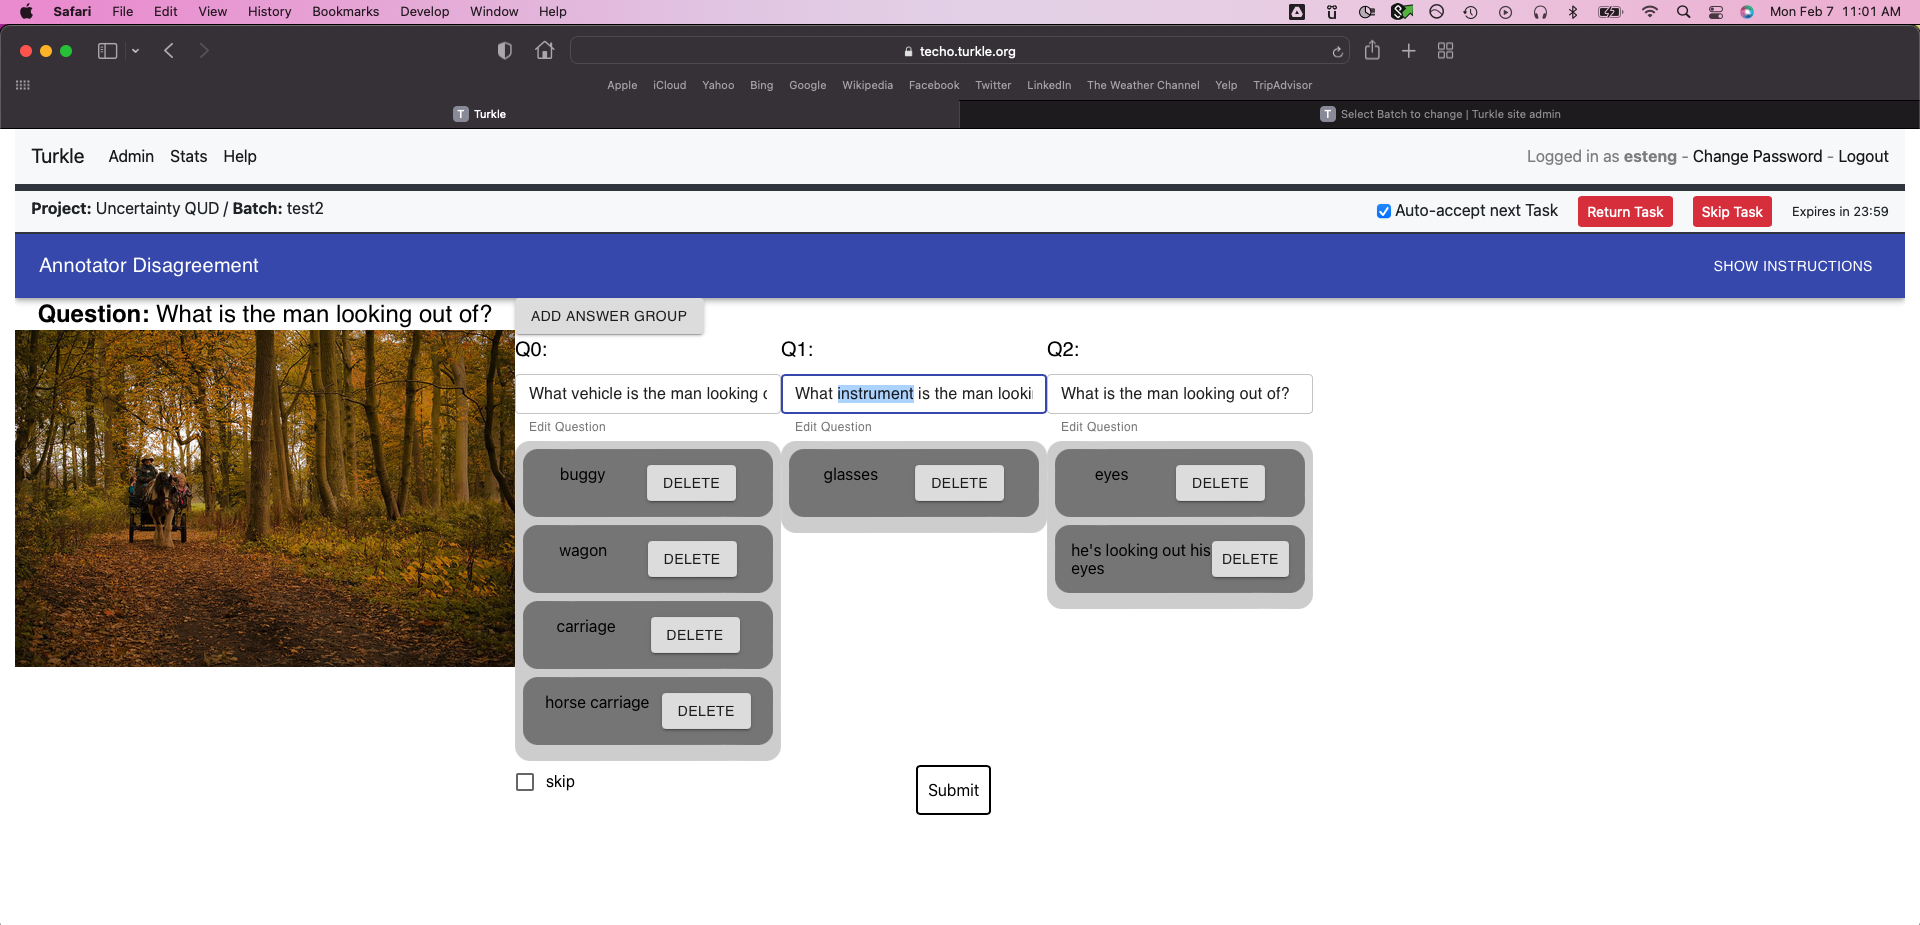 Safari File Edit View History Bookmarks Develop Window Help Mon Feb 7 11:01 AM
techo.turkle.org
Apple iCloud Yahoo Bing Google Wikipedia Facebook Twitter LinkedIn The Weather Channel Yelp TripAdvisor
T Turkle T Select Batch to change | Turkle site admin
Turkle Admin Stats Help Logged in as esteng - Change Password - Logout
Project: Uncertainty QUD / Batch: test2 Auto-accept next Task Return Task Skip Task Expires in 23:59
Annotator Disagreement SHOW INSTRUCTIONS
Question: What is the man looking out of? ADD ANSWER GROUP
Q0: Q1: Q2:
What vehicle is the man looking What instrument is the man looki What is the man looking out of?
Edit Question Edit Question Edit Question
buggy DELETE glasses DELETE eyes DELETE
wagon DELETE he's looking out his eyes DELETE
carriage DELETE
horse carriage DELETE
skip
Submit